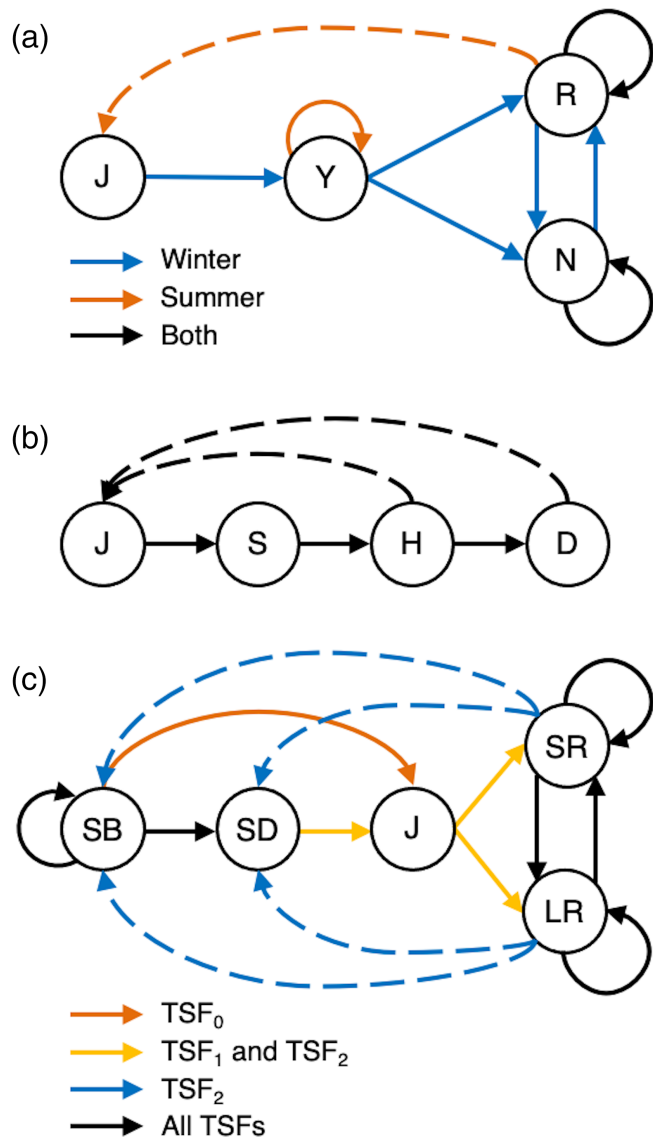 (a)
R
J
Y
N
Winter
Summer
Both
(b)
J
S
H
D
(c)
SR
SB
SD
J
LR
TSF₀
TSF₁ and TSF₂
TSF₂
All TSFs